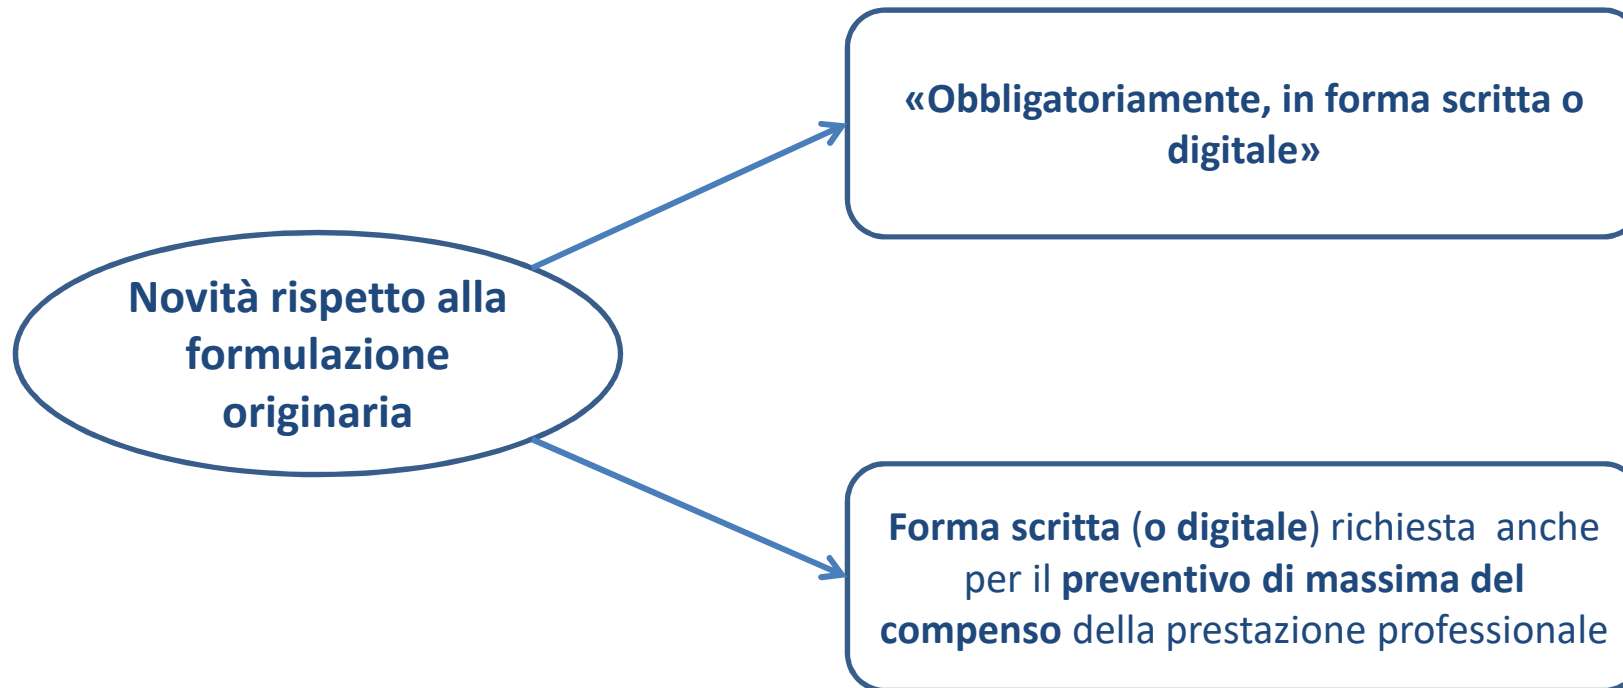 «Obbligatoriamente, in forma scritta o
digitale»
Novità rispetto alla
formulazione
originaria
Forma scritta (o digitale) richiesta anche
per il preventivo di massima del
compenso della prestazione professionale